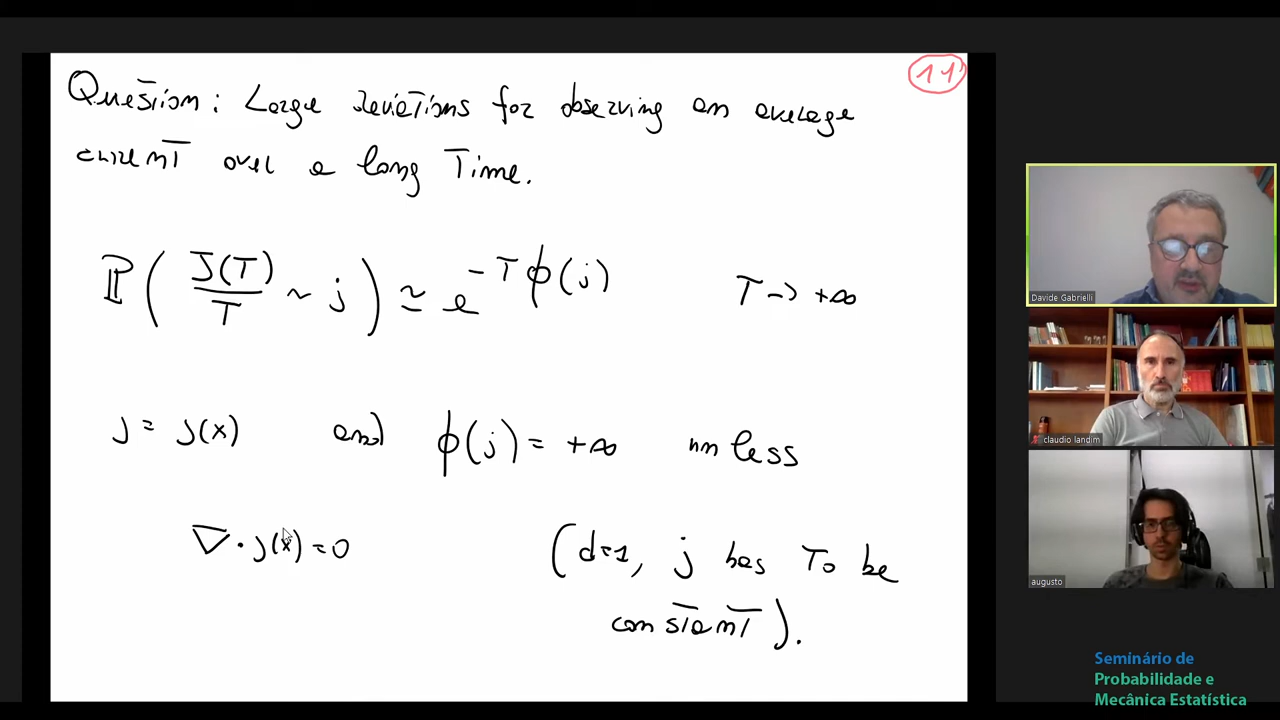 11
Question: Large deviations for observing an average
current over a long Time.
ℙ( J(T)/T ~ j ) ≃ e^{-Tϕ(j)} T → +∞
j = j(x) and ϕ(j) = +∞ unless
∇ · j(x) = 0 (d=1, j has To be
constant).
Davide Gabrielli
claudio landim
augusto
Seminário de
Probabilidade e
Mecânica Estatística